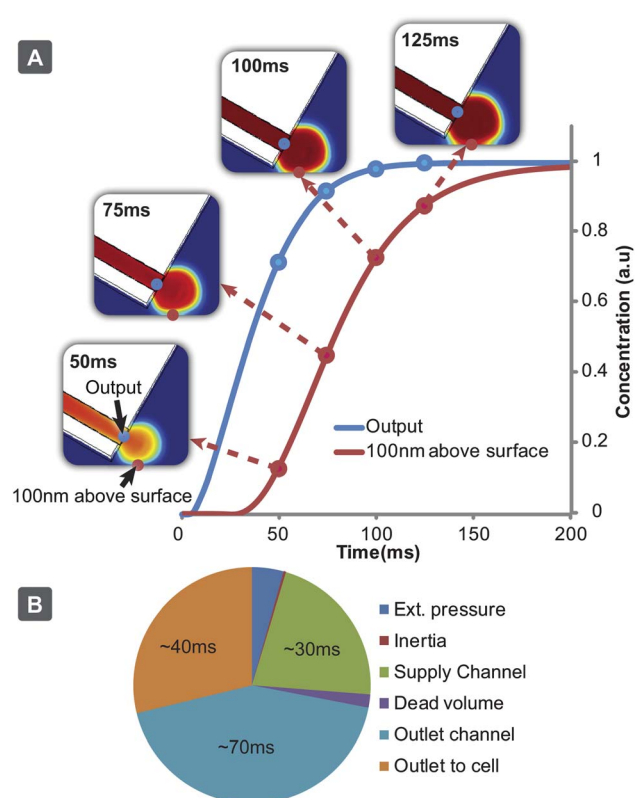 A
125ms
100ms
75ms
50ms
Output
100nm above surface
1
0.8
0.6
0.4
0.2
0
Concentration (a.u)
Output
100nm above surface
0
50
100
150
200
Time(ms)
B
~40ms
~30ms
~70ms
Ext. pressure
Inertia
Supply Channel
Dead volume
Outlet channel
Outlet to cell